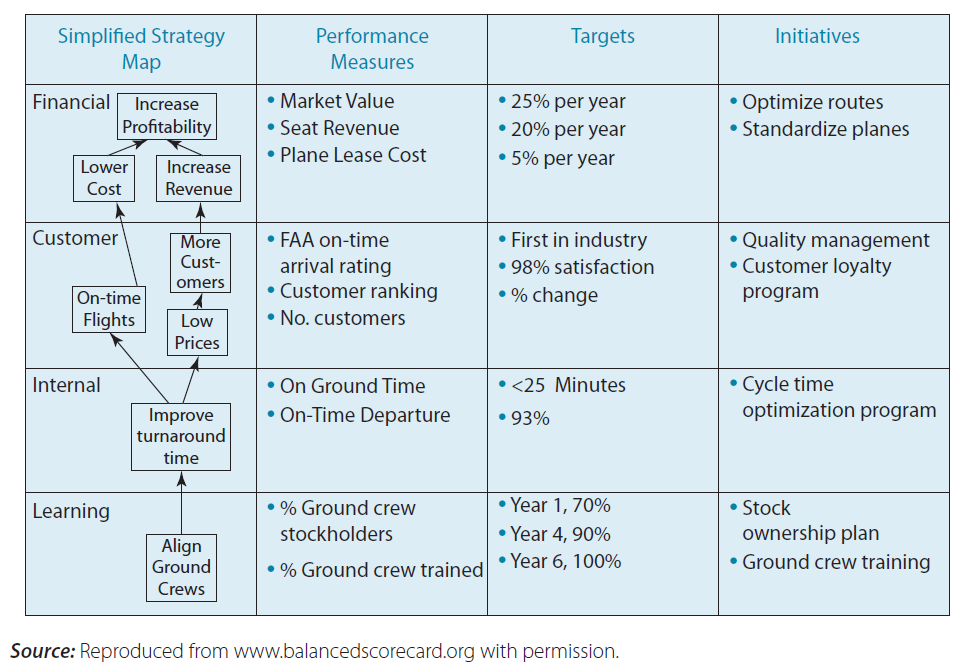 Simplified Strategy
Map
Performance
Measures
Targets
Initiatives
Financial
Increase
Profitability
Lower
Cost
Increase
Revenue
• Market Value
• Seat Revenue
• Plane Lease Cost
• 25% per year
• 20% per year
• 5% per year
• Optimize routes
• Standardize planes
Customer
More
Cust-
omers
On-time
Flights
Low
Prices
• FAA on-time
arrival rating
• Customer ranking
• No. customers
• First in industry
• 98% satisfaction
• % change
• Quality management
• Customer loyalty
program
Internal
Improve
turnaround
time
• On Ground Time
• On-Time Departure
• <25 Minutes
• 93%
• Cycle time
optimization program
Learning
Align
Ground
Crews
• % Ground crew
stockholders
• % Ground crew trained
• Year 1, 70%
• Year 4, 90%
• Year 6, 100%
• Stock
ownership plan
• Ground crew training
Source: Reproduced from www.balancedscorecard.org with permission.